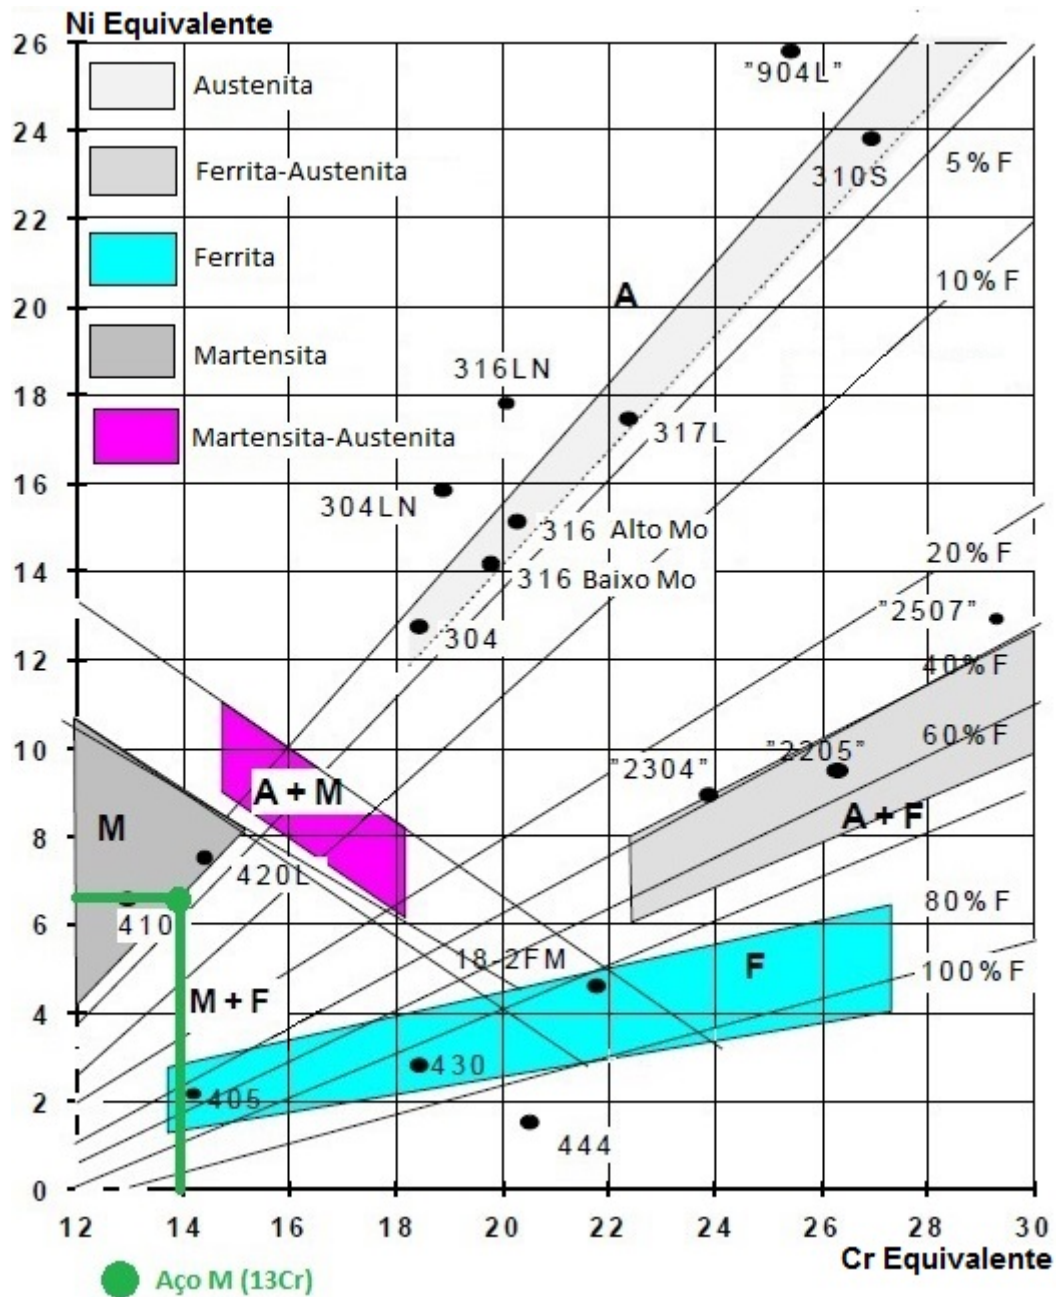 Ni Equivalente
26
"904L"
Austenita
24
310S
5%F
Ferrita-Austenita
22
10%F
Ferrita
20
A
Martensita
18
316LN
317L
Martensita-Austenita
16
304LN
316 Alto Mo
14
316 Baixo Mo
20%F
"2507"
304
12
40%F
60%F
10
"2205"
"2304"
A + M
A + F
M
8
420L
80%F
410
6
18-2FM
F
100%F
M + F
4
430
2
405
444
0
12 14 16 18 20 22 24 26 28 30
Cr Equivalente
Aço M (13Cr)